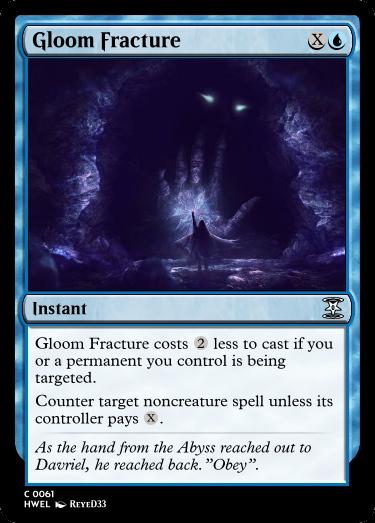 Gloom Fracture X
Instant
Gloom Fracture costs 2 less to cast if you
or a permanent you control is being
targeted.
Counter target noncreature spell unless its
controller pays X.
As the hand from the Abyss reached out to
Davriel, he reached back."Obey".
C 0061
HWEL ReyeD33